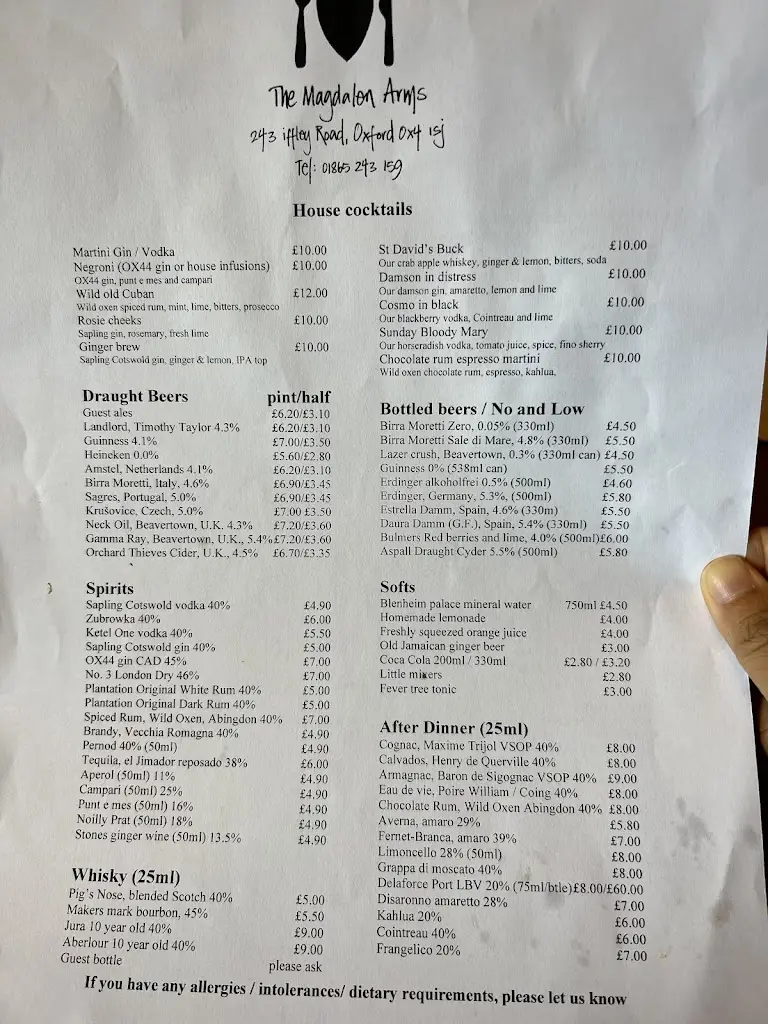 The Magdalen Arms
243 iffley Road, Oxford OX4 1sj
Tel: 01865 243 159
House cocktails
Martini Gin / Vodka £10.00
Negroni (OX44 gin or house infusions) £10.00
OX44 gin, punt e mes and campari
Wild old Cuban £12.00
Wild oxen spiced rum, mint, lime, bitters, prosecco
Rosie cheeks £10.00
Sapling gin, rosemary, fresh lime
Ginger brew £10.00
Sapling Cotswold gin, ginger & lemon, IPA top
St David's Buck £10.00
Our crab apple whiskey, ginger & lemon, bitters, soda
Damson in distress £10.00
Our damson gin, amaretto, lemon and lime
Cosmo in black £10.00
Our blackberry vodka, Cointreau and lime
Sunday Bloody Mary £10.00
Our horseradish vodka, tomato juice, spice, fino sherry
Chocolate rum espresso martini £10.00
Wild oxen chocolate rum, espresso, kahlua,
Draught Beers pint/half
Guest ales £6.20/£3.10
Landlord, Timothy Taylor 4.3% £6.20/£3.10
Guinness 4.1% £7.00/£3.50
Heineken 0.0% £5.60/£2.80
Amstel, Netherlands 4.1% £6.20/£3.10
Birra Moretti, Italy, 4.6% £6.90/£3.45
Sagres, Portugal, 5.0% £6.90/£3.45
Krušovice, Czech, 5.0% £7.00 £3.50
Neck Oil, Beavertown, U.K. 4.3% £7.20/£3.60
Gamma Ray, Beavertown, U.K., 5.4% £7.20/£3.60
Orchard Thieves Cider, U.K., 4.5% £6.70/£3.35
Bottled beers / No and Low
Birra Moretti Zero, 0.05% (330ml) £4.50
Birra Moretti Sale di Mare, 4.8% (330ml) £5.50
Lazer crush, Beavertown, 0.3% (330ml can) £4.50
Guinness 0% (538ml can) £5.50
Erdinger alkoholfrei 0.5% (500ml) £4.60
Erdinger, Germany, 5.3%, (500ml) £5.80
Estrella Damm, Spain, 4.6% (330m) £5.50
Daura Damm (G.F.), Spain, 5.4% (330ml) £5.50
Bulmers Red berries and lime, 4.0% (500ml)£6.00
Aspall Draught Cyder 5.5% (500ml) £5.80
Spirits
Sapling Cotswold vodka 40% £4.90
Zubrowka 40% £6.00
Ketel One vodka 40% £5.50
Sapling Cotswold gin 40% £5.00
OX44 gin CAD 45% £7.00
No. 3 London Dry 46% £7.00
Plantation Original White Rum 40% £5.00
Plantation Original Dark Rum 40% £5.00
Spiced Rum, Wild Oxen, Abingdon 40% £7.00
Brandy, Vecchia Romagna 40% £4.90
Pernod 40% (50ml) £4.90
Tequila, el Jimador reposado 38% £6.00
Aperol (50ml) 11% £4.90
Campari (50ml) 25% £4.90
Punt e mes (50ml) 16% £4.90
Noilly Prat (50ml) 18% £4.90
Stones ginger wine (50ml) 13.5% £4.90
Softs
Blenheim palace mineral water 750ml £4.50
Homemade lemonade £4.00
Freshly squeezed orange juice £4.00
Old Jamaican ginger beer £3.00
Coca Cola 200ml / 330ml £2.80 / £3.20
Little mixers £2.80
Fever tree tonic £3.00
After Dinner (25ml)
Cognac, Maxime Trijol VSOP 40% £8.00
Calvados, Henry de Querville 40% £8.00
Armagnac, Baron de Sigognac VSOP 40% £9.00
Eau de vie, Poire William / Coing 40% £8.00
Chocolate Rum, Wild Oxen Abingdon 40% £8.00
Averna, amaro 29% £5.80
Fernet-Branca, amaro 39% £7.00
Limoncello 28% (50ml) £8.00
Grappa di moscato 40% £8.00
Delaforce Port LBV 20% (75ml/btle)£8.00/£60.00
Disaronno amaretto 28% £7.00
Kahlua 20% £6.00
Cointreau 40% £6.00
Frangelico 20% £7.00
Whisky (25ml)
Pig's Nose, blended Scotch 40% £5.00
Makers mark bourbon, 45% £5.50
Jura 10 year old 40% £9.00
Aberlour 10 year old 40% £9.00
Guest bottle please ask
If you have any allergies / intolerances/ dietary requirements, please let us know